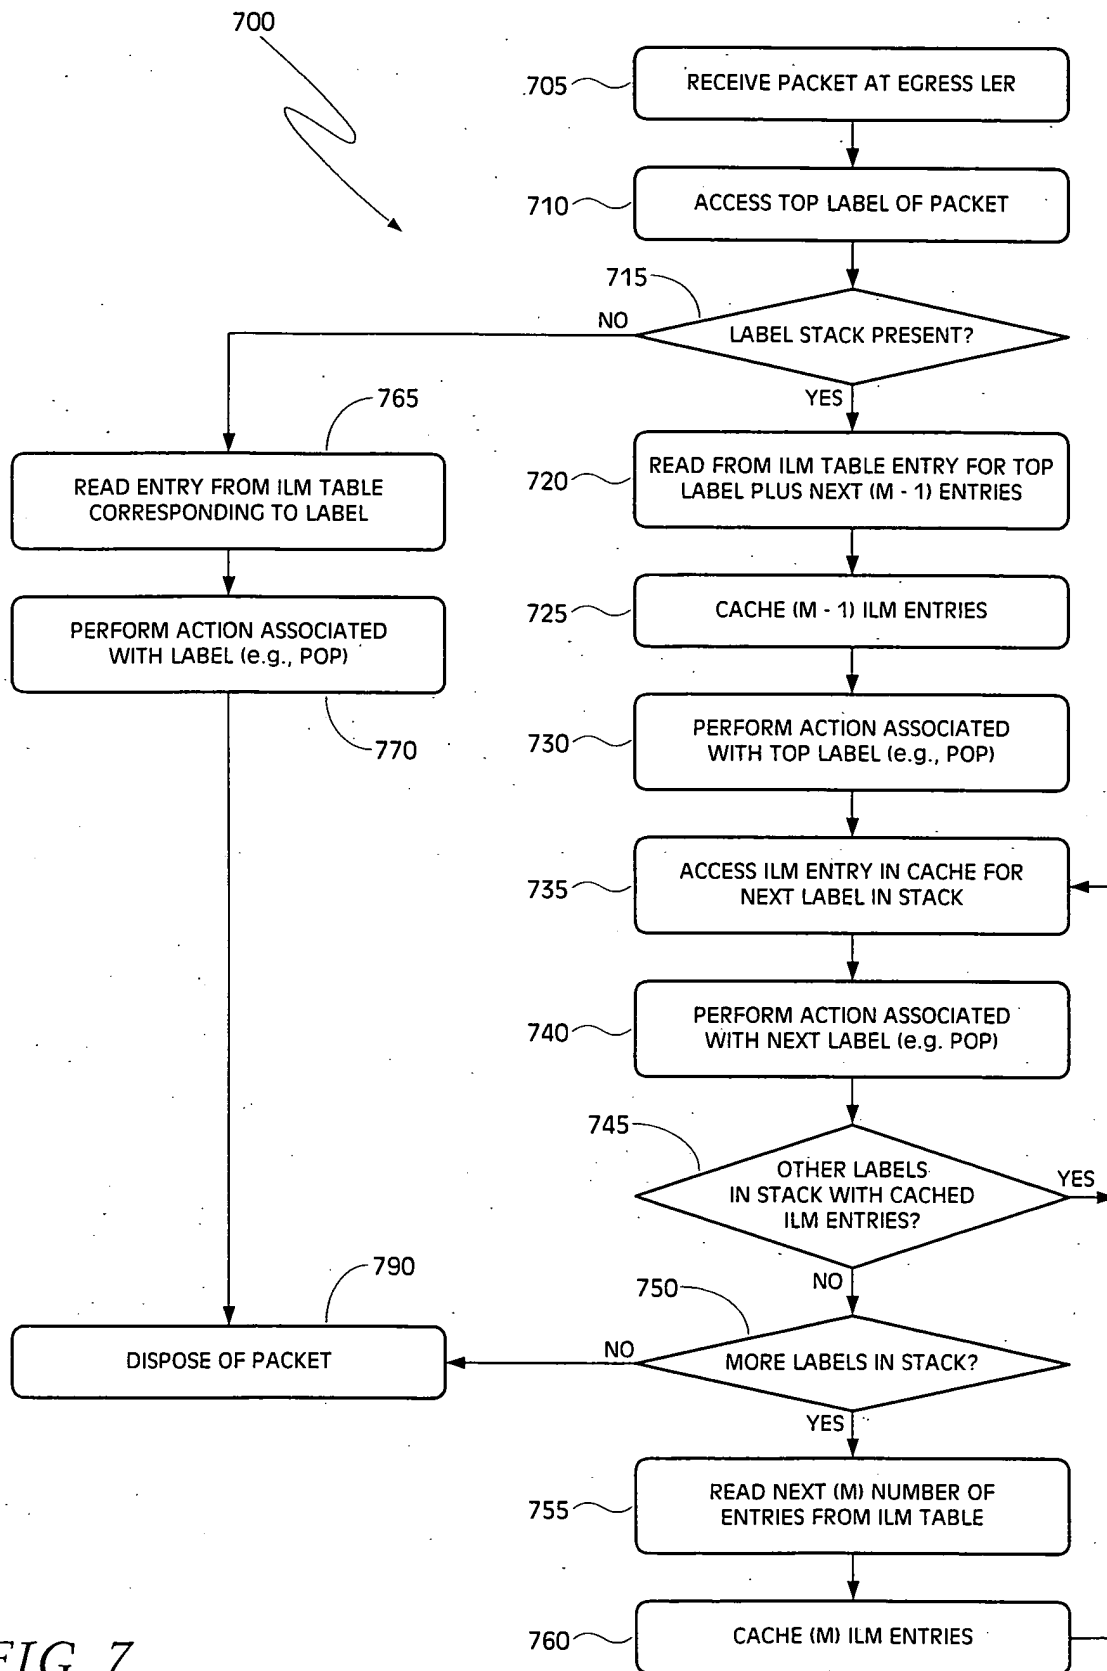 700
705
RECEIVE PACKET AT EGRESS LER
710
ACCESS TOP LABEL OF PACKET
715
NO
LABEL STACK PRESENT?
YES
765
READ ENTRY FROM ILM TABLE
CORRESPONDING TO LABEL
720
READ FROM ILM TABLE ENTRY FOR TOP
LABEL PLUS NEXT (M - 1) ENTRIES
725
CACHE (M - 1) ILM ENTRIES
PERFORM ACTION ASSOCIATED
WITH LABEL (e.g., POP)
770
730
PERFORM ACTION ASSOCIATED
WITH TOP LABEL (e.g., POP)
735
ACCESS ILM ENTRY IN CACHE FOR
NEXT LABEL IN STACK
740
PERFORM ACTION ASSOCIATED
WITH NEXT LABEL (e.g. POP)
745
OTHER LABELS
IN STACK WITH CACHED
ILM ENTRIES?
YES
NO
790
DISPOSE OF PACKET
750
NO
MORE LABELS IN STACK?
YES
755
READ NEXT (M) NUMBER OF
ENTRIES FROM ILM TABLE
760
CACHE (M) ILM ENTRIES
FIG. 7